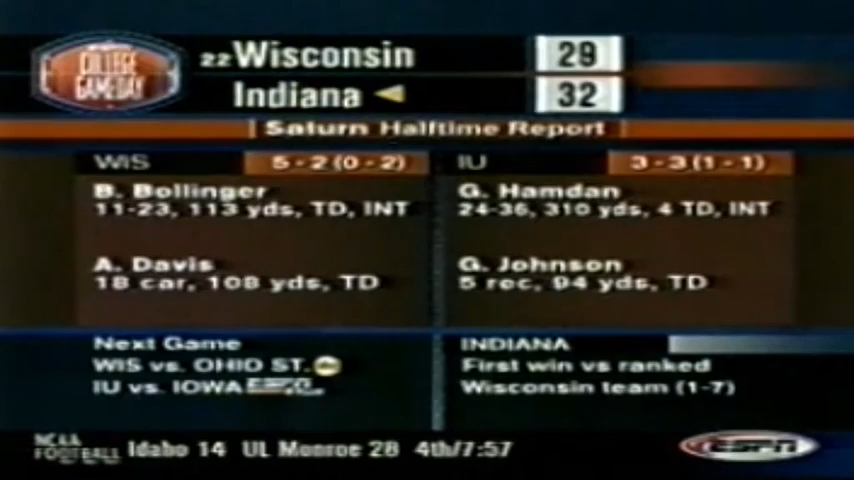 COLLEGE
GAMEDAY
22 Wisconsin 29
Indiana 32
Saturn Halftime Report
WIS 5-2(0-2)
IU 3-3(1-1)
B. Bollinger
11-23, 113 yds, TD, INT
G. Hamdan
24-36, 310 yds, 4 TD, INT
A. Davis
18 car, 108 yds, TD
G. Johnson
5 rec, 94 yds, TD
Next Game
WIS vs. OHIO ST. abc
IU vs. IOWA
INDIANA
First win vs ranked
Wisconsin team (1-7)
NCAA
FOOTBALL
Idaho 14 UL Monroe 28 4th/7:57
ESPN